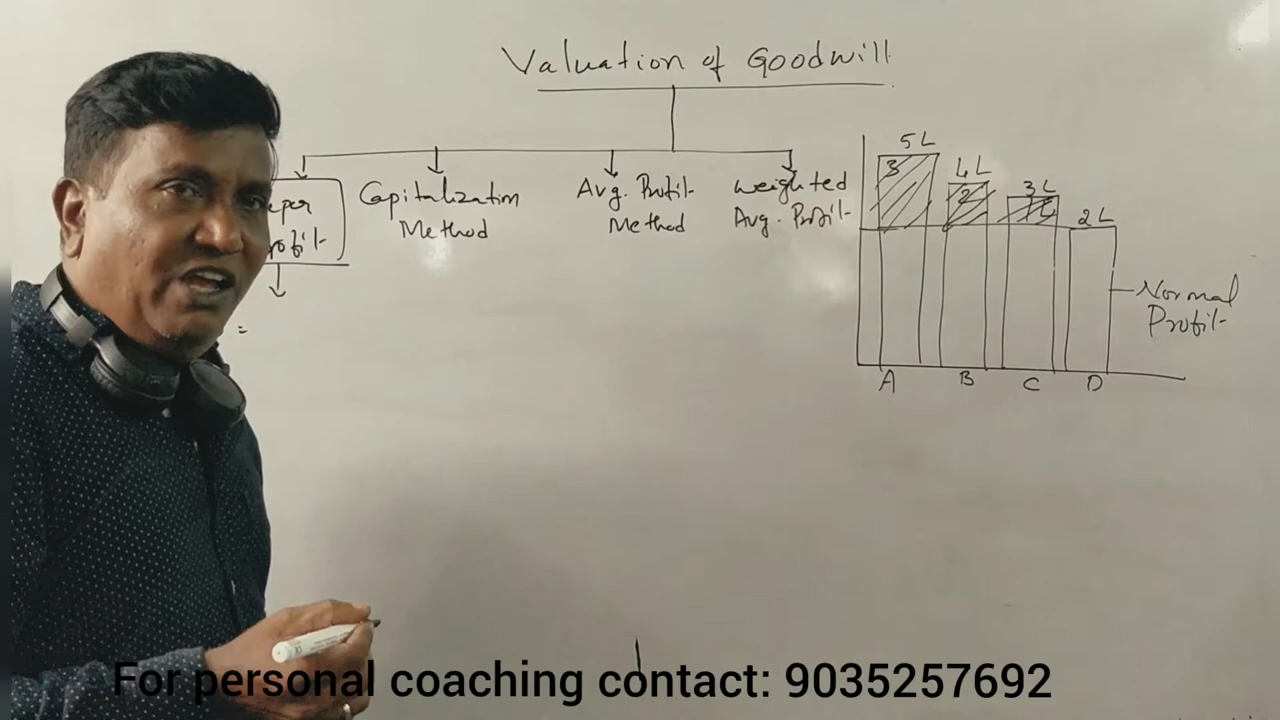 Valuation of Goodwill
Capitalization
Method
Avg. Profit
Method
Weighted
Avg. Profit
5L
3
4L
2
3L
2L
Normal
Profit
A B C D
For personal coaching contact: 9035257692